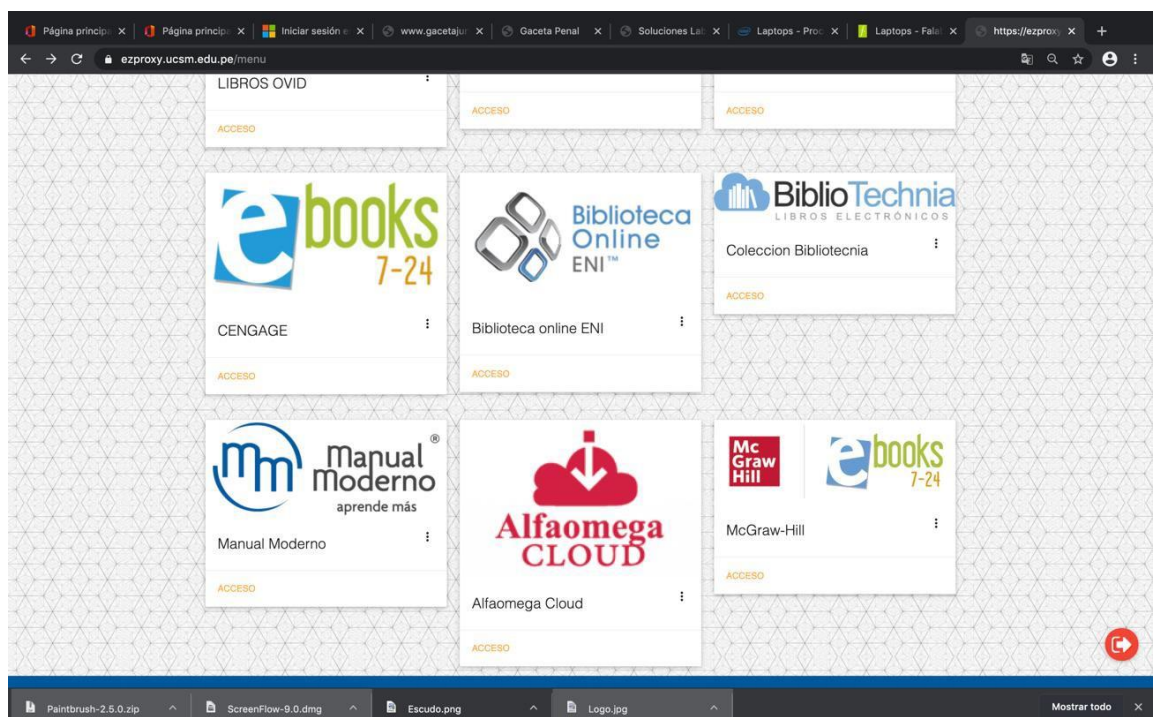 Página princip
Página princip
Iniciar sesión e
www.gacetajur
Gaceta Penal
Soluciones Lab
Laptops - Proc
Laptops - Falab
https://ezproxy
ezproxy.ucsm.edu.pe/menu
LIBROS OVID
ACCESO
ACCESO
ACCESO
ebooks
7-24
CENGAGE
ACCESO
Biblioteca
Online
ENI™
Biblioteca online ENI
ACCESO
BiblioTechnia
LIBROS ELECTRÓNICOS
Coleccion Bibliotecnia
ACCESO
mm Manual ®
Moderno
aprende más
Manual Moderno
ACCESO
Alfaomega
CLOUD
Alfaomega Cloud
ACCESO
Mc
Graw
Hill
ebooks
7-24
McGraw-Hill
ACCESO
Paintbrush-2.5.0.zip
ScreenFlow-9.0.dmg
Escudo.png
Logo.jpg
Mostrar todo